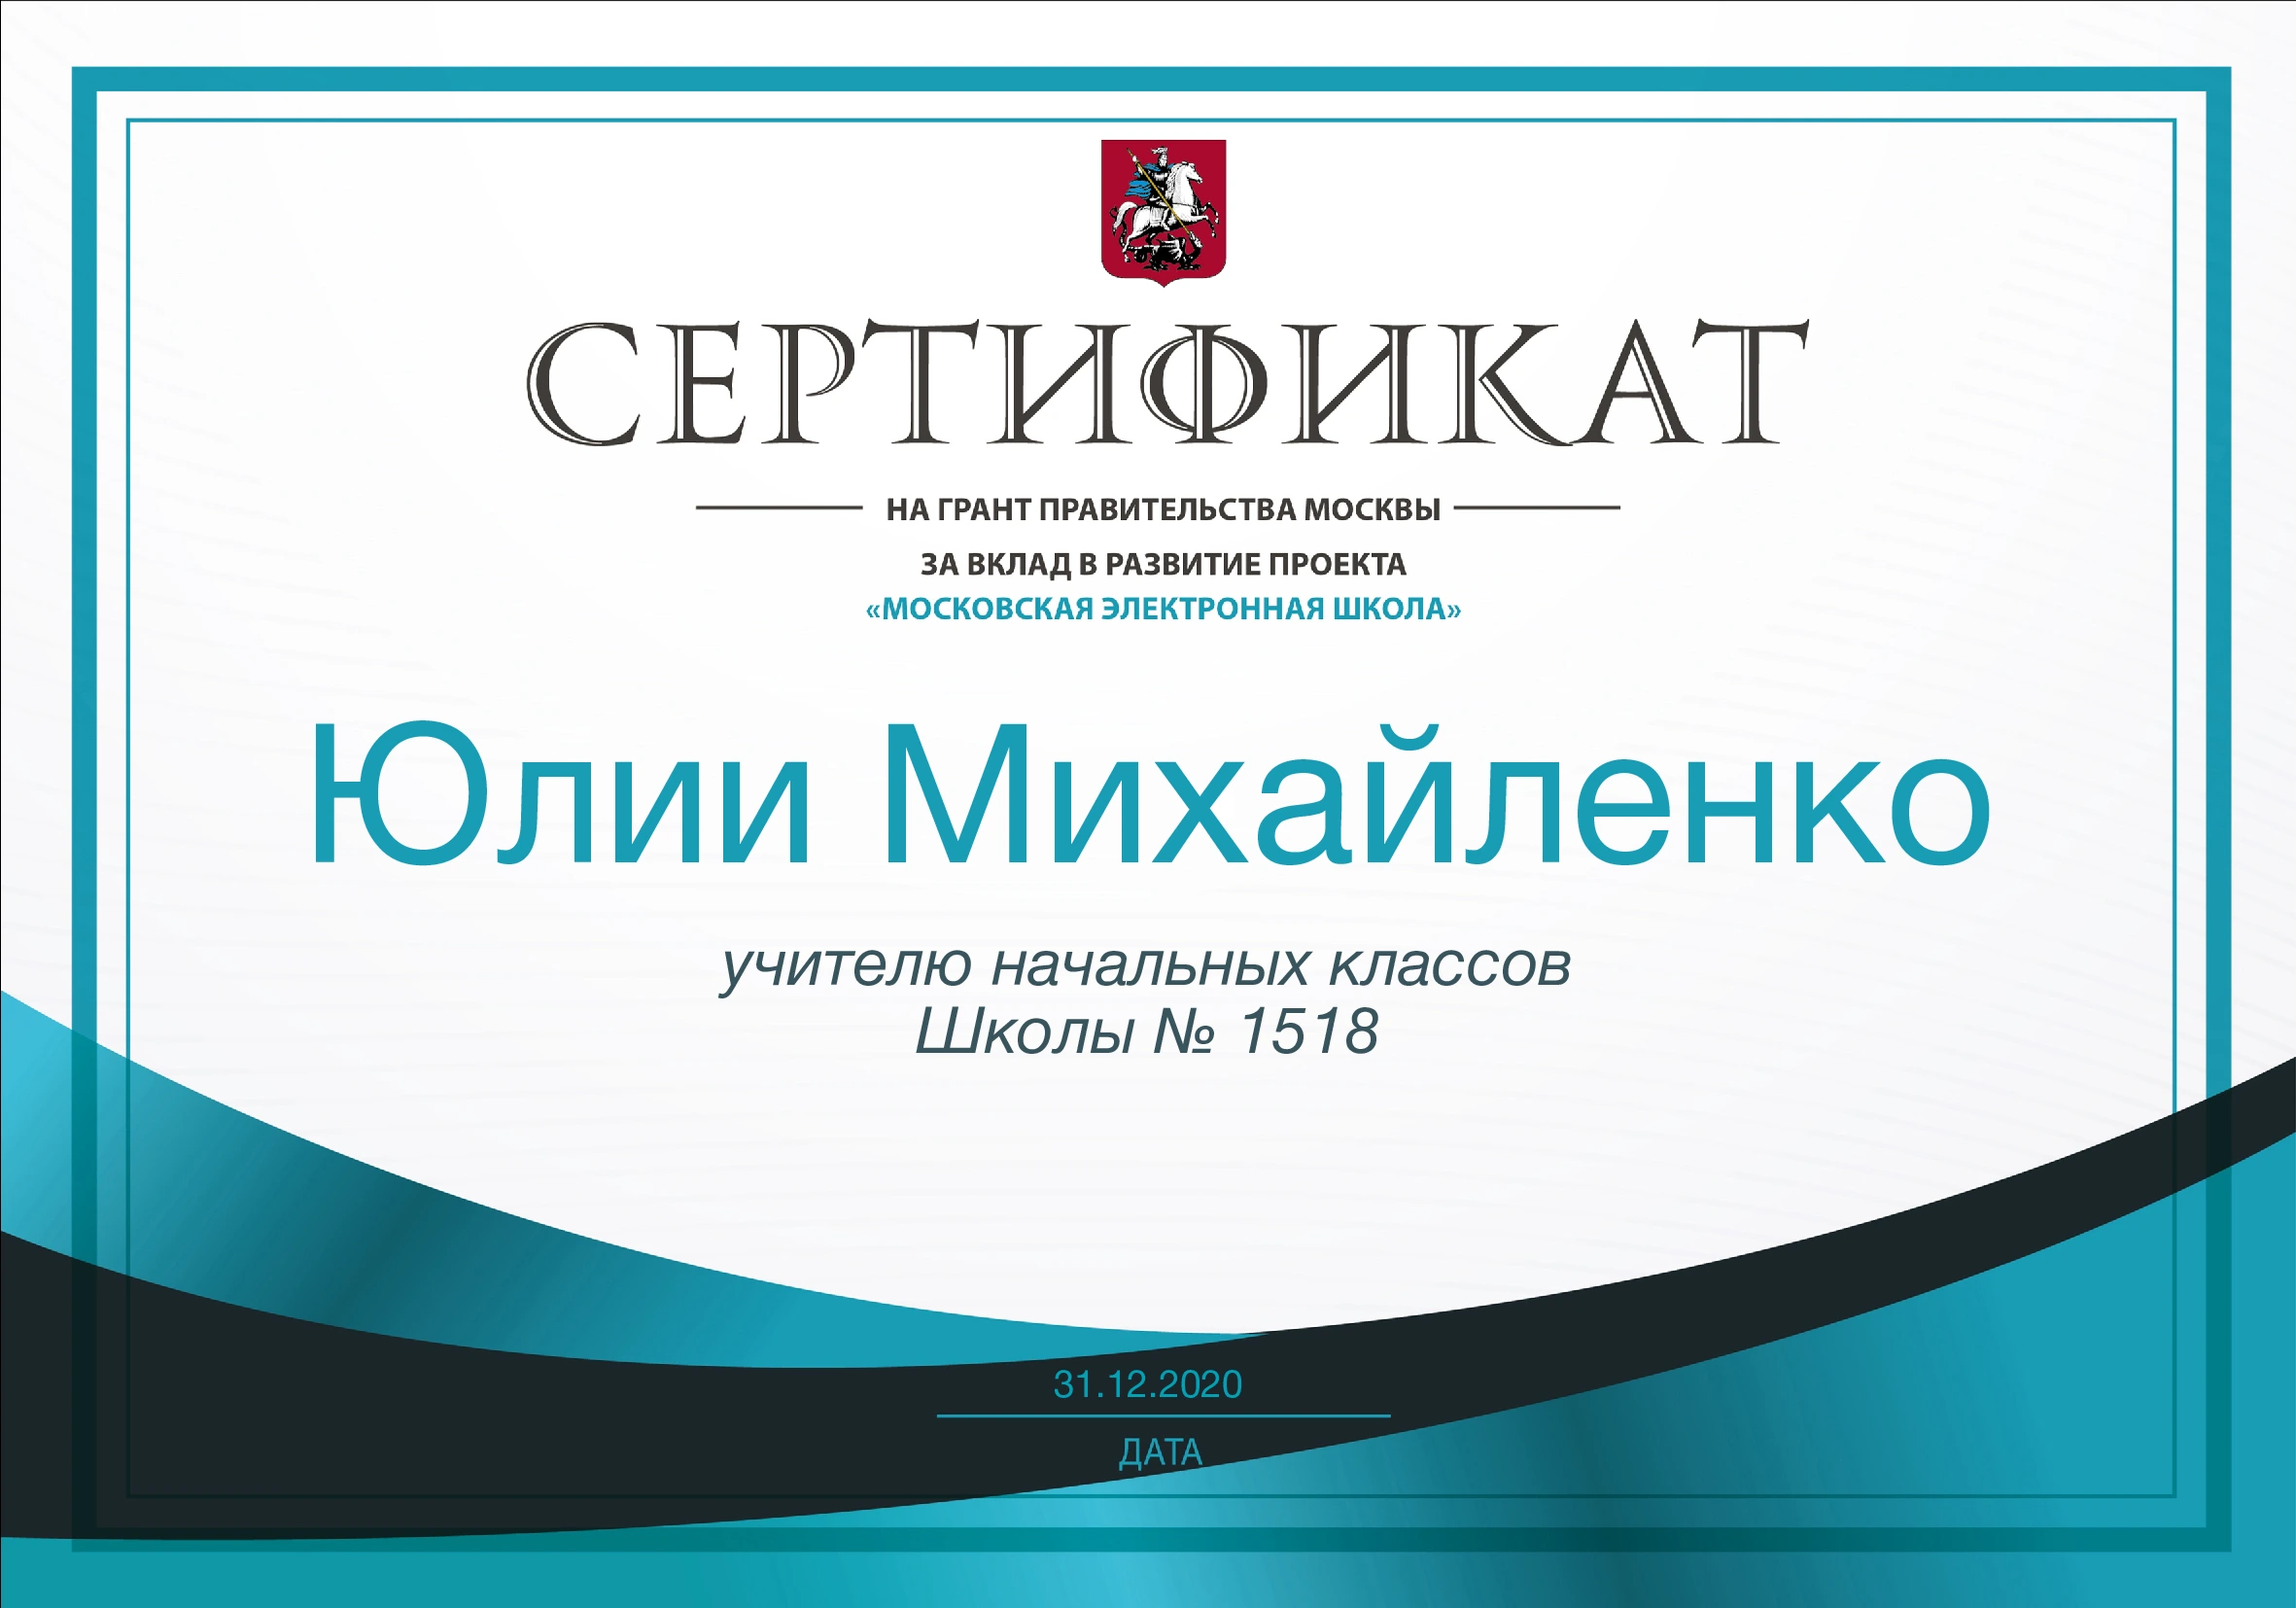 СЕРТИФИКАТ
НА ГРАНТ ПРАВИТЕЛЬСТВА МОСКВЫ
ЗА ВКЛАД В РАЗВИТИЕ ПРОЕКТА
«МОСКОВСКАЯ ЭЛЕКТРОННАЯ ШКОЛА»
Юлии Михайленко
учителю начальных классов
Школы № 1518
31.12.2020
ДАТА